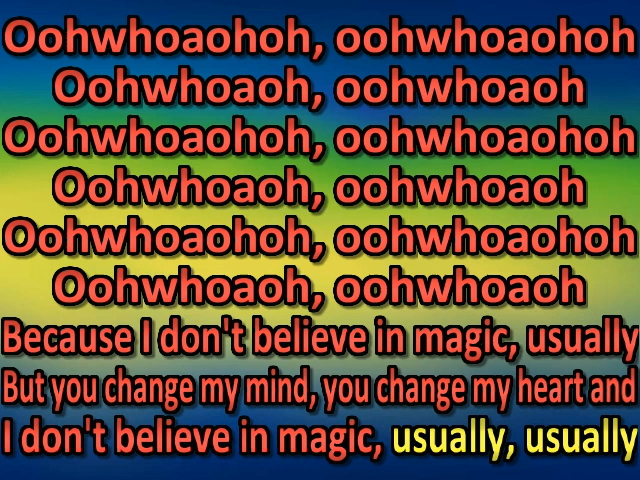 Oohwhoaohoh, oohwhoaohoh
Oohwhoaoh, oohwhoaoh
Oohwhoaohoh, oohwhoaohoh
Oohwhoaoh, oohwhoaoh
Oohwhoaohoh, oohwhoaohoh
Oohwhoaoh, oohwhoaoh
Because I don't believe in magic, usually
But you change my mind, you change my heart and
I don't believe in magic, usually, usually